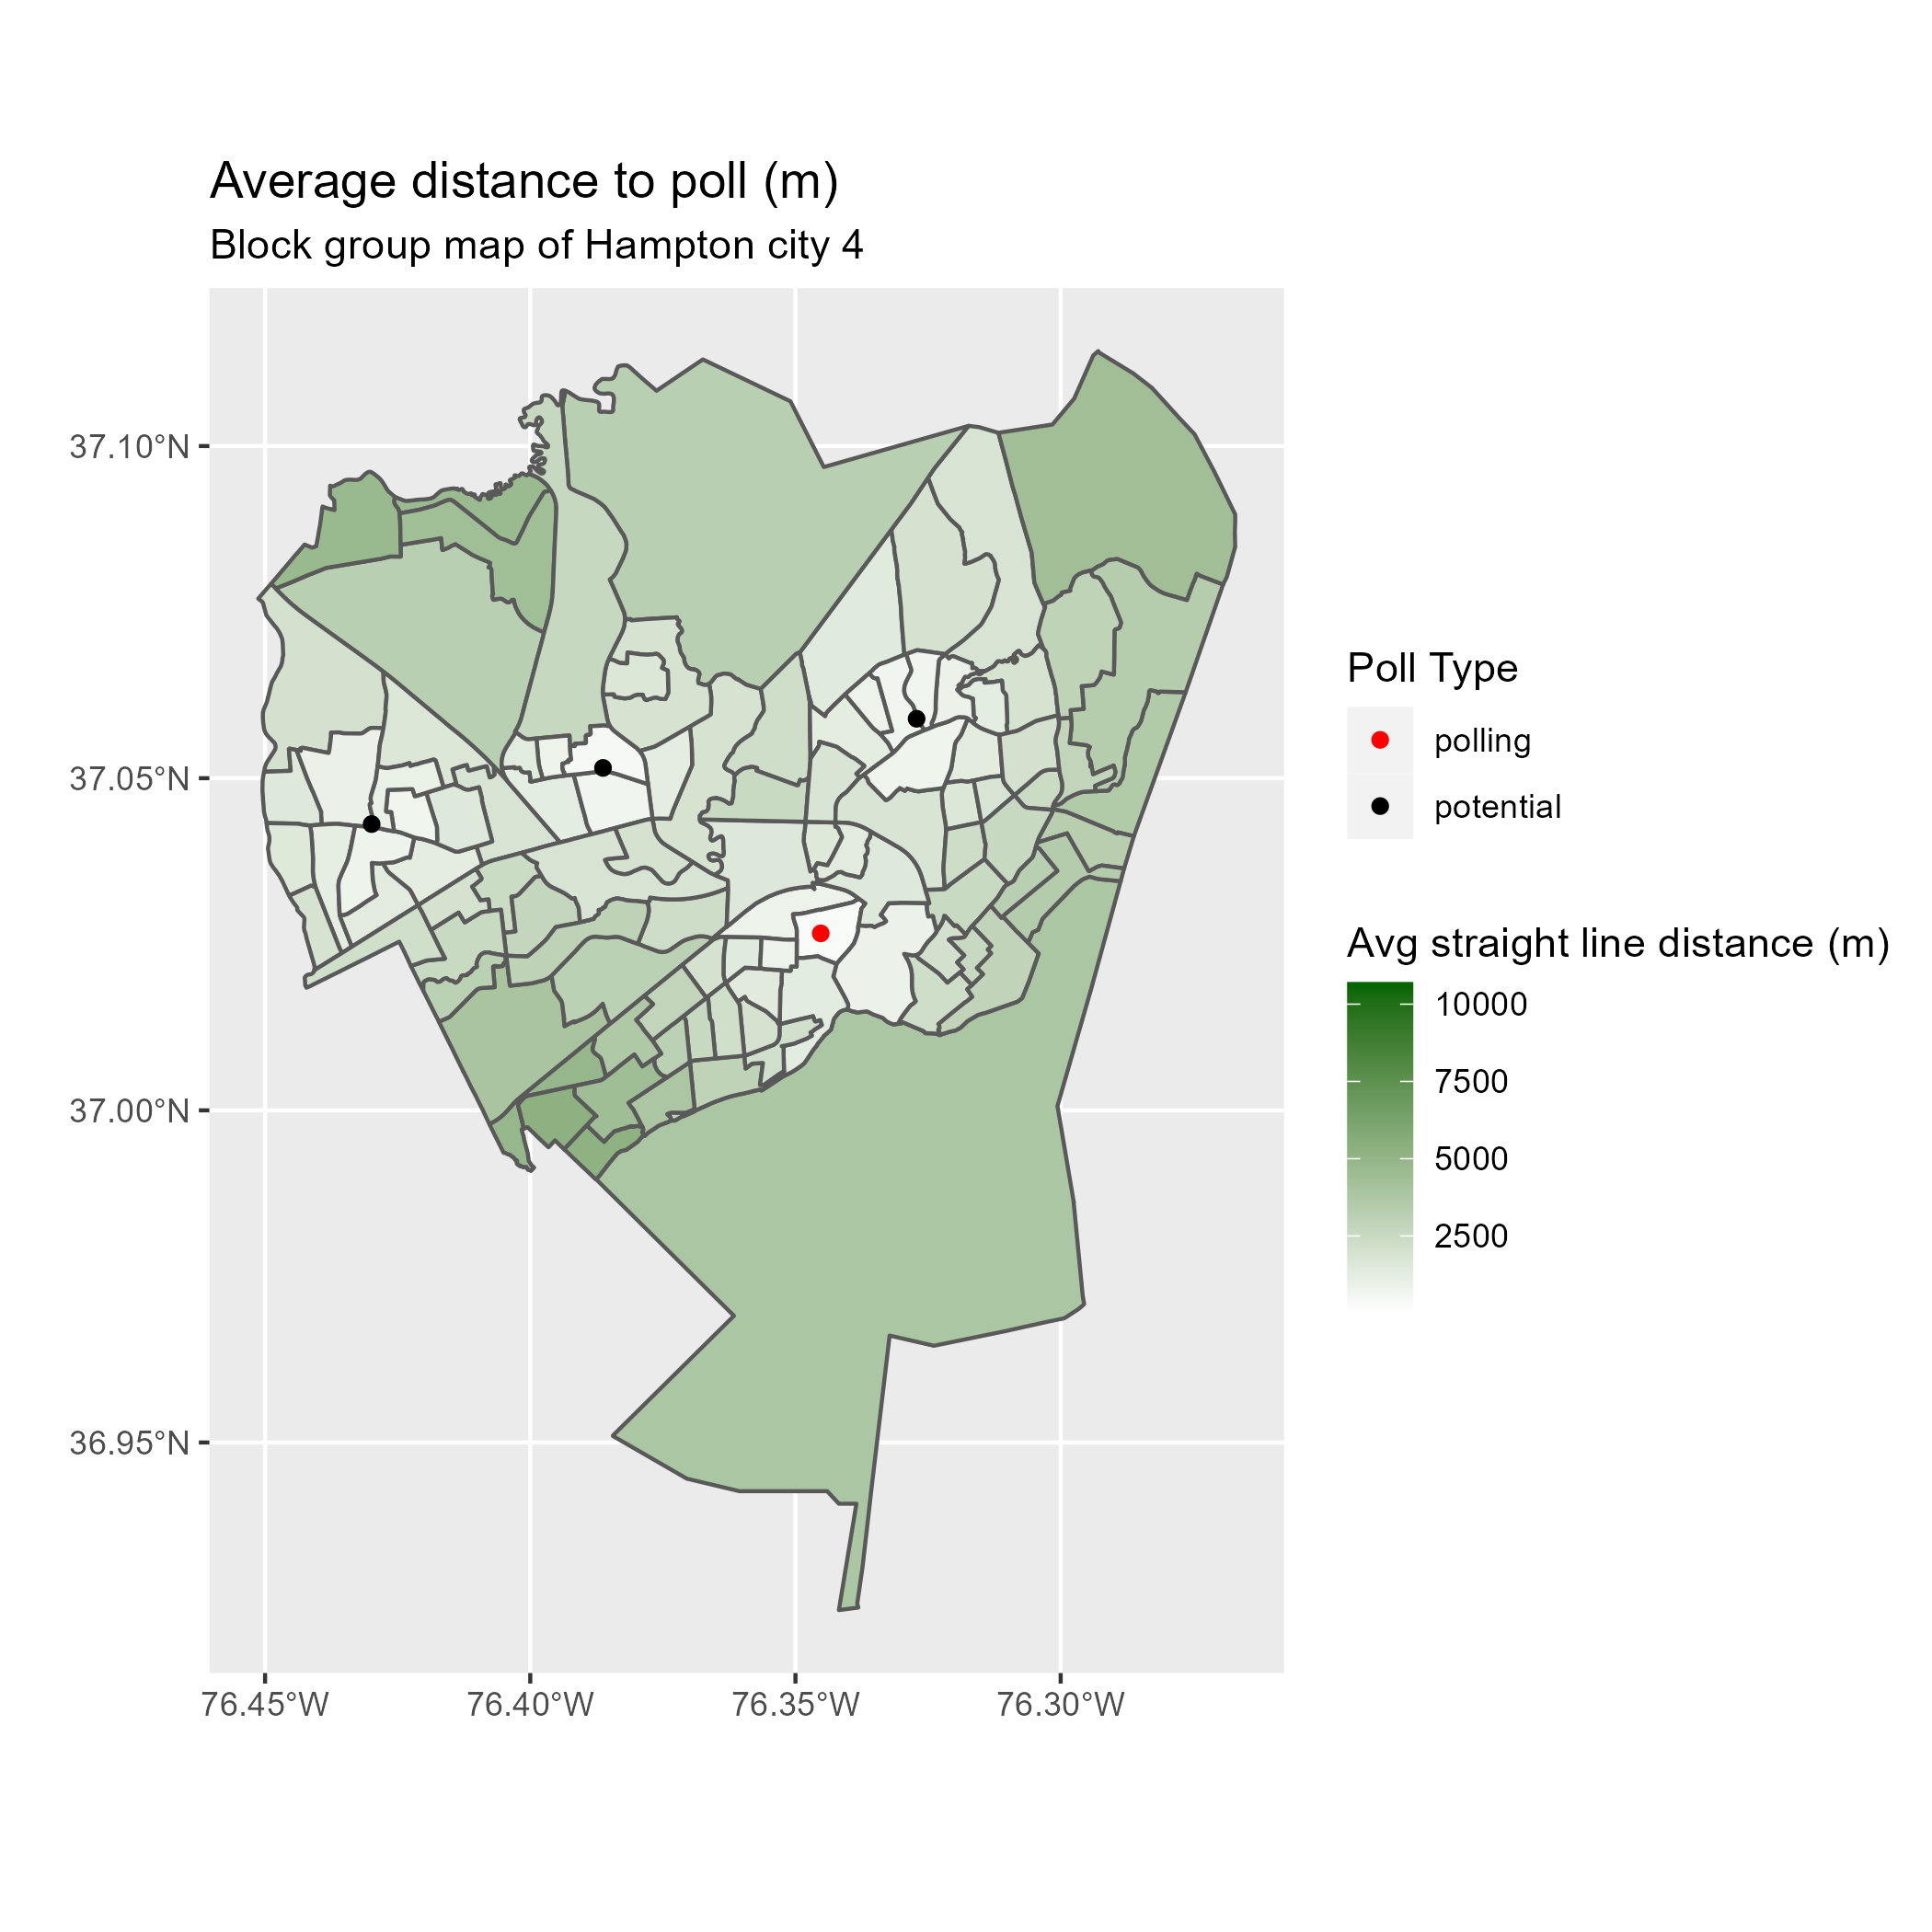 Average distance to poll (m)
Block group map of Hampton city 4
37.10°N
37.05°N
37.00°N
36.95°N
76.45°W
76.40°W
76.35°W
76.30°W
Poll Type
polling
potential
Avg straight line distance (m)
10000
7500
5000
2500